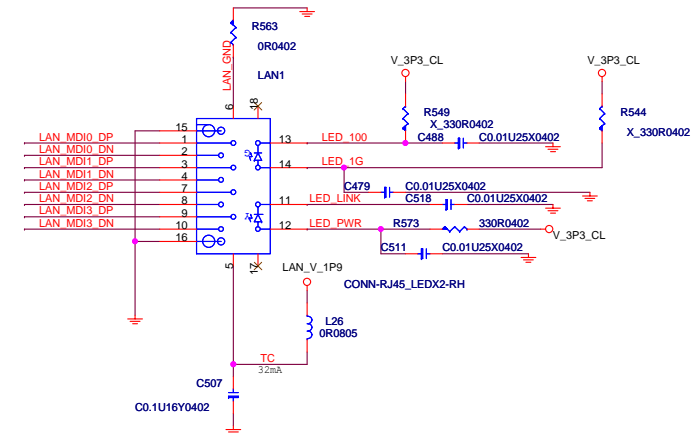 R563
0R0402
LAN_GND
LAN1
V_3P3_CL
V_3P3_CL
6
18
R549
X_330R0402
R544
X_330R0402
15
LAN_MDI0_DP
1
13
LED_100
C488
C0.01U25X0402
LAN_MDI0_DN
2
LAN_MDI1_DP
3
14
LED_1G
LAN_MDI1_DN
4
LAN_MDI2_DP
7
C479
C0.01U25X0402
LAN_MDI2_DN
8
11
LED_LINK
C518
C0.01U25X0402
LAN_MDI3_DP
9
LAN_MDI3_DN
10
12
LED_PWR
R573
330R0402
V_3P3_CL
16
C511
C0.01U25X0402
5
17
LAN_V_1P9
CONN-RJ45_LEDX2-RH
L26
0R0805
TC
32mA
C507
C0.1U16Y0402